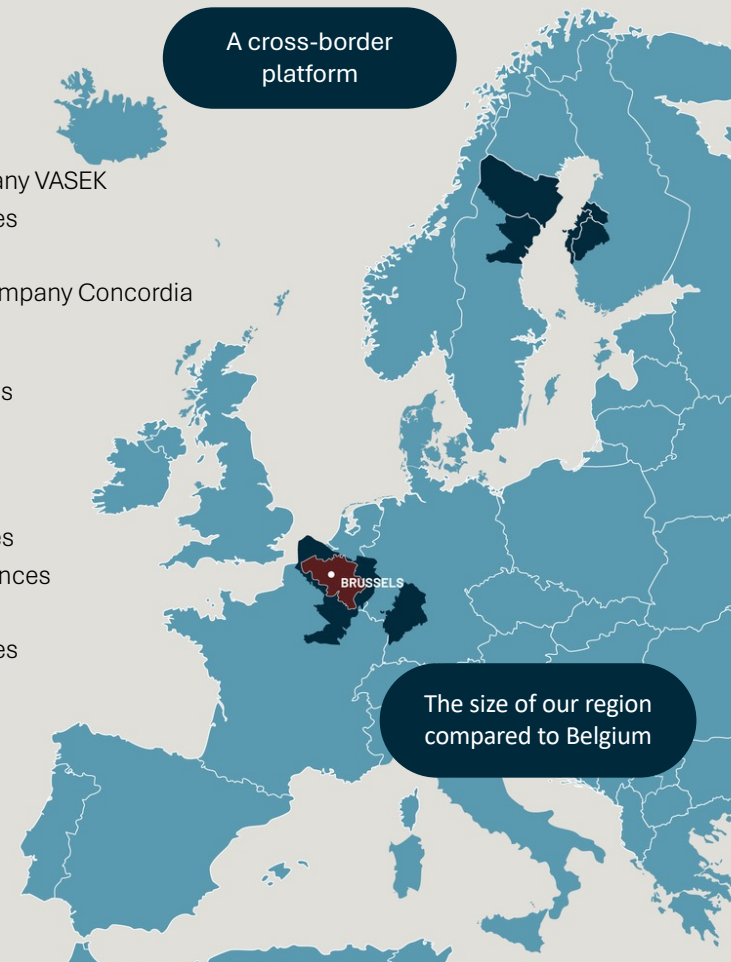 A cross-border
platform
any VASEK
es
mpany Concordia
s
es
nces
es
BRUSSELS
The size of our region
compared to Belgium